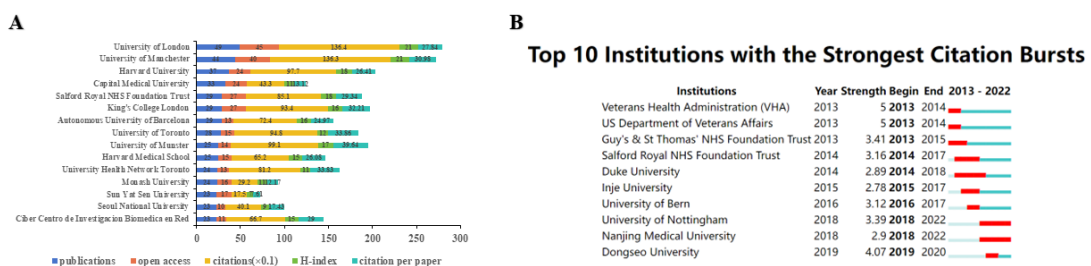 A
University of London 49 45 136.4 21 27.84
University of Manchester 44 40 136.3 21 30.98
Harvard University 37 24 97.7 18 26.41
Capital Medical University 33 24 43.3
Salford Royal NHS Foundation Trust 29 27 85.1 18 29.34
King's College London 29 27 93.4 16 32.21
Autonomous University of Barcelona 29 13 72.4 16 24.97
University of Toronto 28 15 94.8 33.86
University of Munster 25 14 99.1 17 39.64
Harvard Medical School 25 15 65.2 15 26.08
University Health Network Toronto 24 13 81.2 11 33.83
Monash University 24 16 29.2
Sun Yat Sen University 23 17 17.5 7.61
Seoul National University 23 10 40.1 9 17.43
Ciber Centro de Investigacion Biomedica en Red 23 11 66.7 15 29
0 50 100 150 200 250 300
publications open access citations(×0.1) H-index citation per paper
B
Top 10 Institutions with the Strongest Citation Bursts
Institutions Year Strength Begin End 2013 - 2022
Veterans Health Administration (VHA) 2013 5 2013 2014
US Department of Veterans Affairs 2013 5 2013 2014
Guy's & St Thomas' NHS Foundation Trust 2013 3.41 2013 2015
Salford Royal NHS Foundation Trust 2014 3.16 2014 2017
Duke University 2014 2.89 2014 2018
Inje University 2015 2.78 2015 2017
University of Bern 2016 3.12 2016 2017
University of Nottingham 2018 3.39 2018 2022
Nanjing Medical University 2018 2.9 2018 2022
Dongseo University 2019 4.07 2019 2020